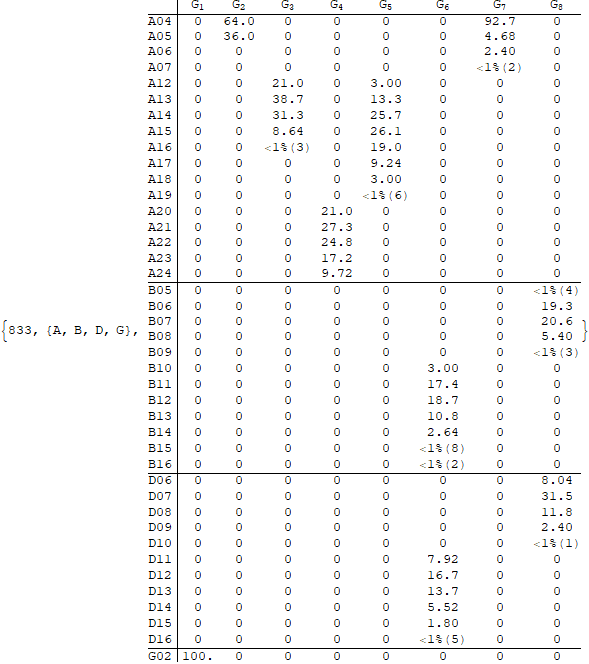 G₁ G₂ G₃ G₄ G₅ G₆ G₇ G₈
A04 0 64.0 0 0 0 0 92.7 0
A05 0 36.0 0 0 0 0 4.68 0
A06 0 0 0 0 0 0 2.40 0
A07 0 0 0 0 0 0 <1%(2) 0
A12 0 0 21.0 0 3.00 0 0 0
A13 0 0 38.7 0 13.3 0 0 0
A14 0 0 31.3 0 25.7 0 0 0
A15 0 0 8.64 0 26.1 0 0 0
A16 0 0 <1%(3) 0 19.0 0 0 0
A17 0 0 0 0 9.24 0 0 0
A18 0 0 0 0 3.00 0 0 0
A19 0 0 0 0 <1%(6) 0 0 0
A20 0 0 0 21.0 0 0 0 0
A21 0 0 0 27.3 0 0 0 0
A22 0 0 0 24.8 0 0 0 0
A23 0 0 0 17.2 0 0 0 0
A24 0 0 0 9.72 0 0 0 0
B05 0 0 0 0 0 0 0 <1%(4)
B06 0 0 0 0 0 0 0 19.3
{833, {A, B, D, G}, B07 0 0 0 0 0 0 0 20.6 }
B08 0 0 0 0 0 0 0 5.40
B09 0 0 0 0 0 0 0 <1%(3)
B10 0 0 0 0 0 3.00 0 0
B11 0 0 0 0 0 17.4 0 0
B12 0 0 0 0 0 18.7 0 0
B13 0 0 0 0 0 10.8 0 0
B14 0 0 0 0 0 2.64 0 0
B15 0 0 0 0 0 <1%(8) 0 0
B16 0 0 0 0 0 <1%(2) 0 0
D06 0 0 0 0 0 0 0 8.04
D07 0 0 0 0 0 0 0 31.5
D08 0 0 0 0 0 0 0 11.8
D09 0 0 0 0 0 0 0 2.40
D10 0 0 0 0 0 0 0 <1%(1)
D11 0 0 0 0 0 7.92 0 0
D12 0 0 0 0 0 16.7 0 0
D13 0 0 0 0 0 13.7 0 0
D14 0 0 0 0 0 5.52 0 0
D15 0 0 0 0 0 1.80 0 0
D16 0 0 0 0 0 <1%(5) 0 0
G02 100. 0 0 0 0 0 0 0